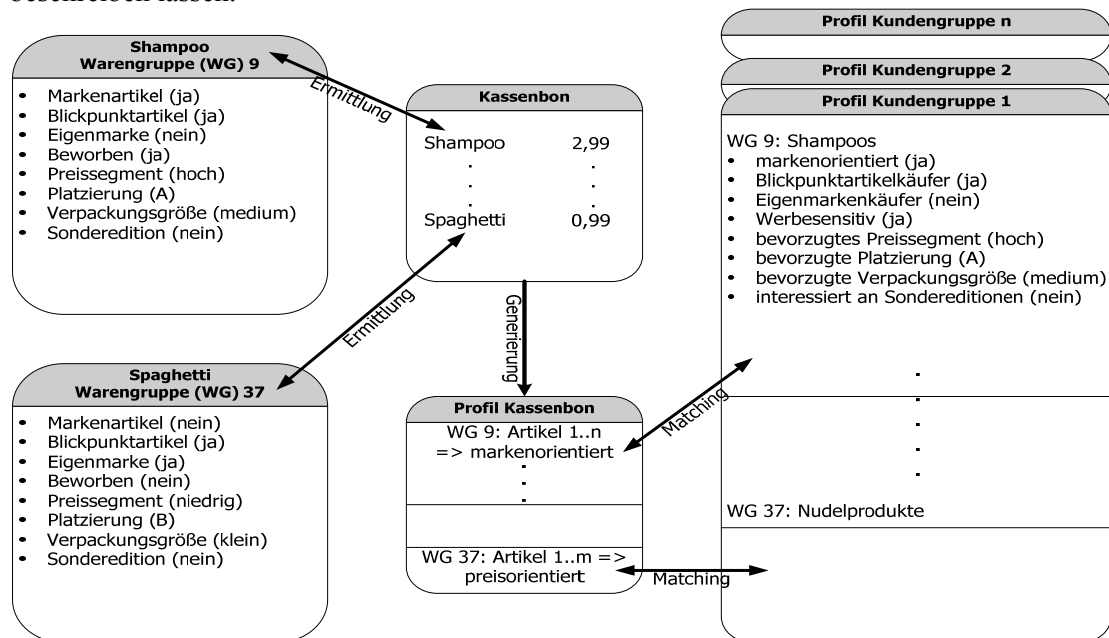 beschreiben lassen.
Shampoo
Warengruppe (WG) 9
• Markenartikel (ja)
• Blickpunktartikel (ja)
• Eigenmarke (nein)
• Beworben (ja)
• Preissegment (hoch)
• Platzierung (A)
• Verpackungsgröße (medium)
• Sonderedition (nein)
Ermittlung
Kassenbon
Shampoo 2,99
Spaghetti 0,99
Ermittlung
Generierung
Spaghetti
Warengruppe (WG) 37
• Markenartikel (nein)
• Blickpunktartikel (ja)
• Eigenmarke (ja)
• Beworben (nein)
• Preissegment (niedrig)
• Platzierung (B)
• Verpackungsgröße (klein)
• Sonderedition (nein)
Profil Kassenbon
WG 9: Artikel 1..n
=> markenorientiert
WG 37: Artikel 1..m =>
preisorientiert
Matching
Matching
Profil Kundengruppe n
Profil Kundengruppe 2
Profil Kundengruppe 1
WG 9: Shampoos
• markenorientiert (ja)
• Blickpunktartikelkäufer (ja)
• Eigenmarkenkäufer (nein)
• Werbesensitiv (ja)
• bevorzugtes Preissegment (hoch)
• bevorzugte Platzierung (A)
• bevorzugte Verpackungsgröße (medium)
• interessiert an Sondereditionen (nein)
WG 37: Nudelprodukte